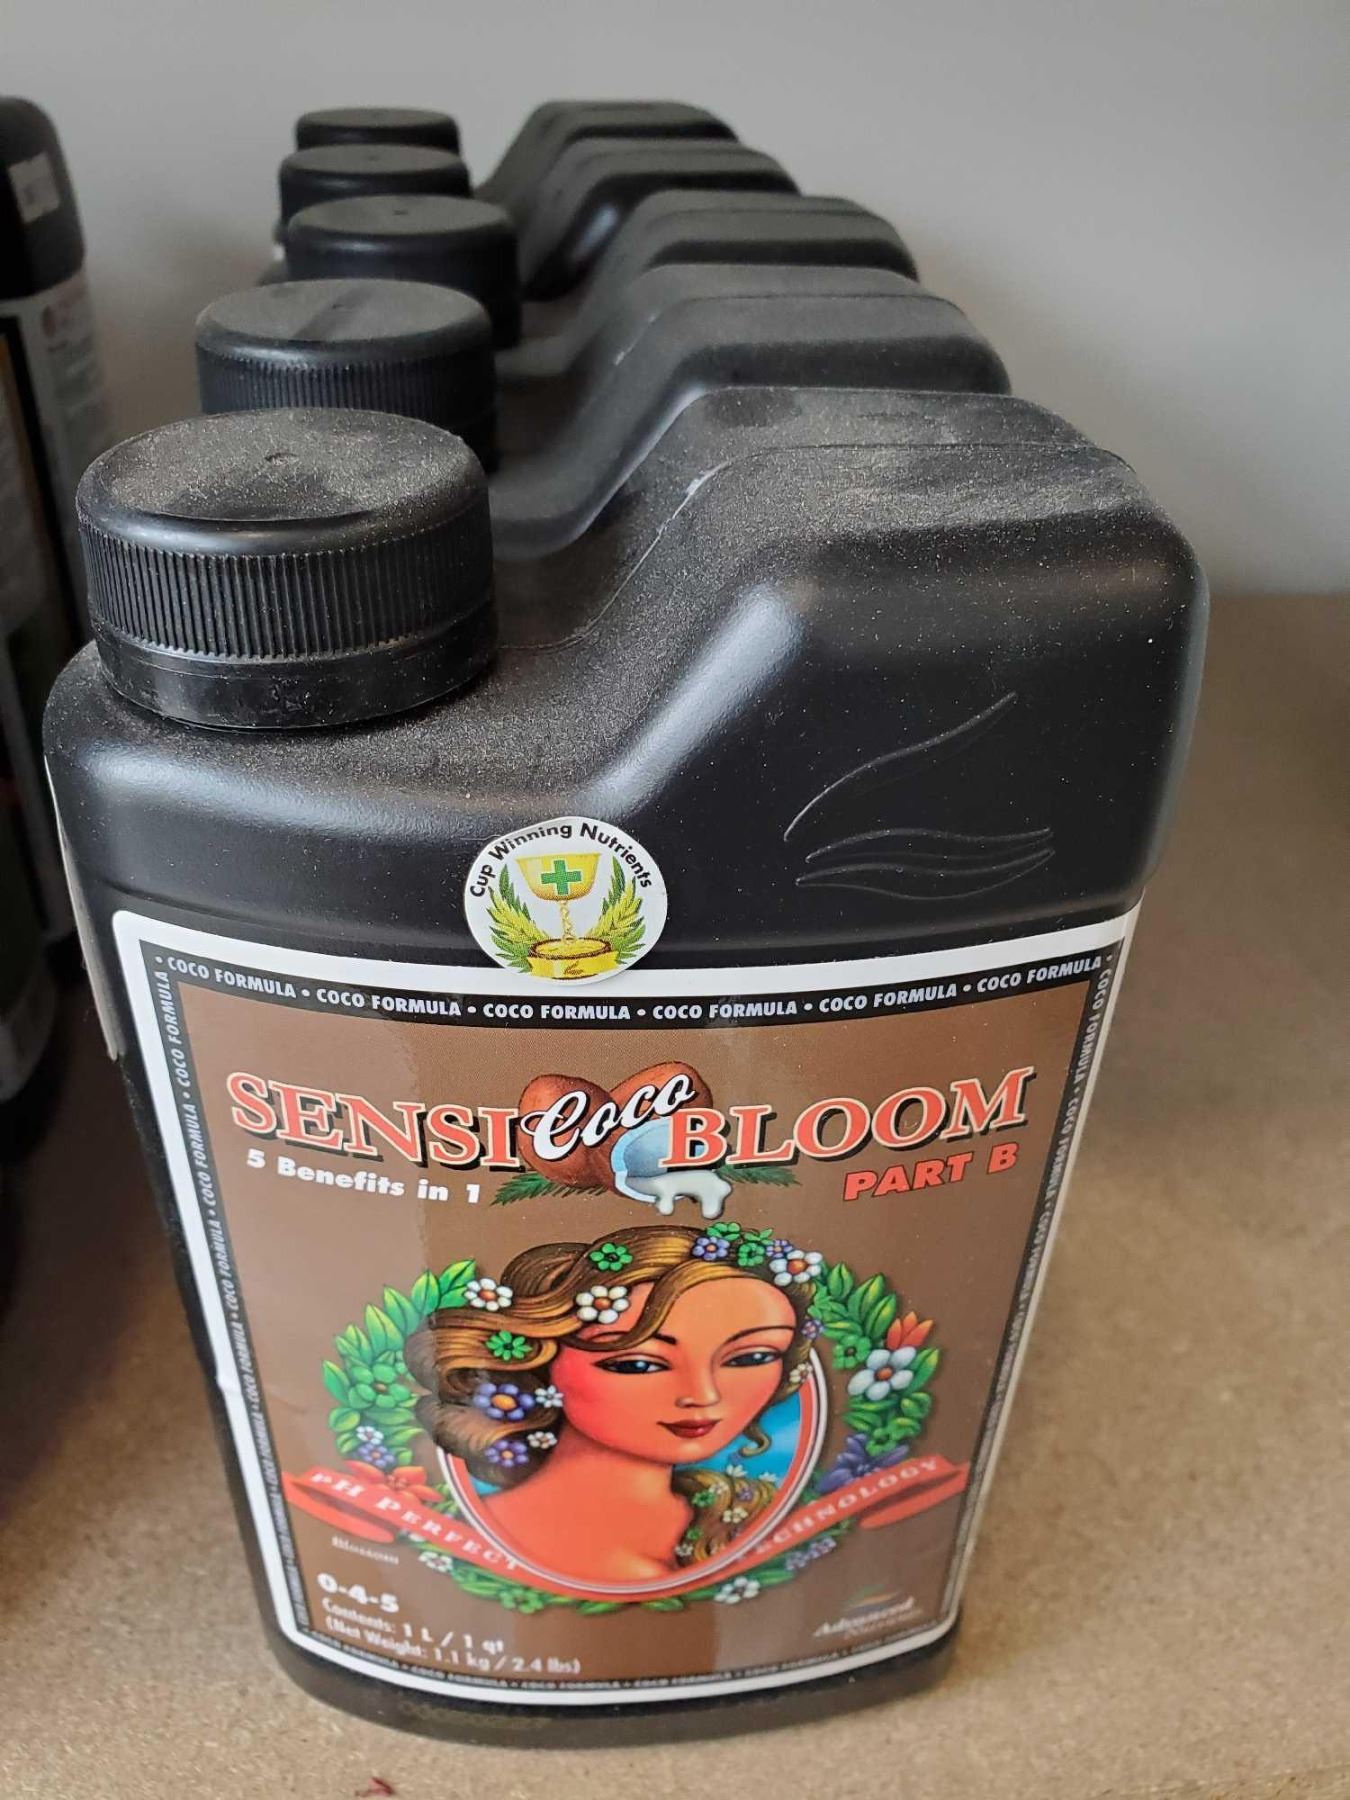 Cup Winning Nutrients
• COCO FORMULA • COCO FORMULA • COCO FORMULA • COCO FORMULA • COCO FORMULA • COCO FORMULA
SENSI Coco BLOOM
5 Benefits in 1
PART B
PH PERFECT TECHNOLOGY
Blossom
0-4-5
Contents: 1 L / 1 qt
(Net Weight: 1.1 kg / 2.4 lbs)
Advanced